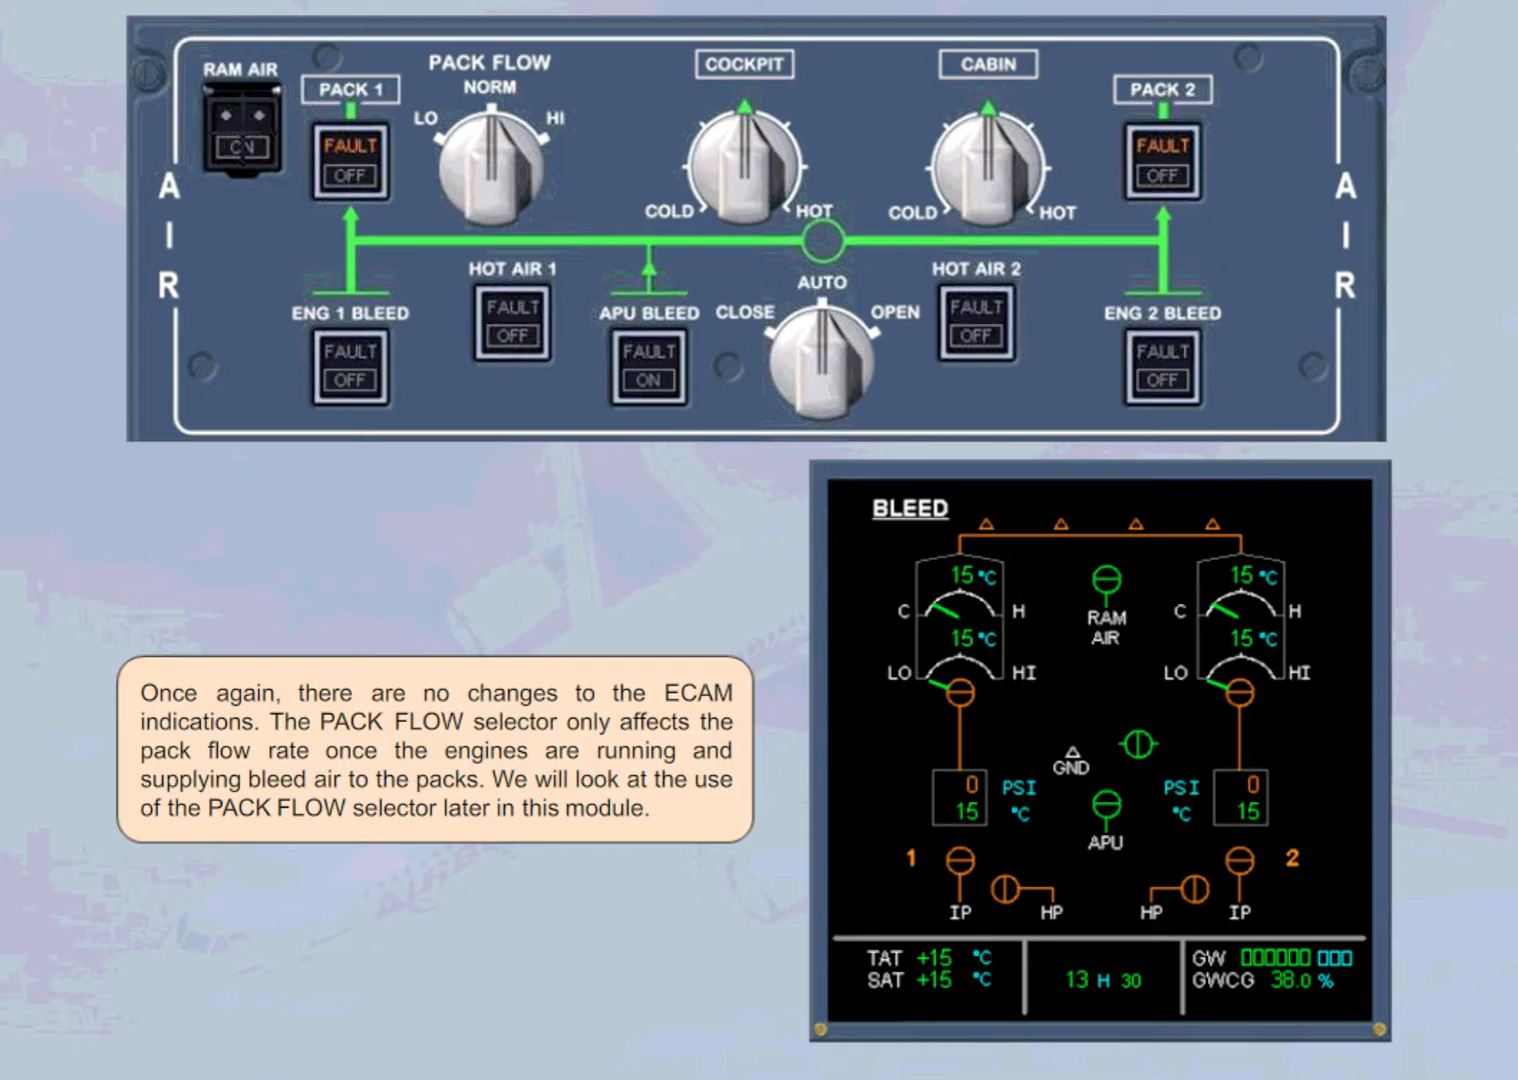 RAM AIR
ON
PACK 1
FAULT
OFF
PACK FLOW
NORM
LO
HI
COCKPIT
COLD
HOT
CABIN
COLD
HOT
PACK 2
FAULT
OFF
A
I
R
A
I
R
ENG 1 BLEED
FAULT
OFF
HOT AIR 1
FAULT
OFF
APU BLEED
FAULT
ON
AUTO
CLOSE
OPEN
HOT AIR 2
FAULT
OFF
ENG 2 BLEED
FAULT
OFF
Once again, there are no changes to the ECAM
indications. The PACK FLOW selector only affects the
pack flow rate once the engines are running and
supplying bleed air to the packs. We will look at the use
of the PACK FLOW selector later in this module.
BLEED
15 °C
15 °C
C
H
RAM
AIR
C
H
15 °C
15 °C
LO
HI
LO
HI
GND
0
PSI
PSI
0
15
°C
°C
15
APU
1
2
IP
HP
HP
IP
TAT +15 °C
SAT +15 °C
13 H 30
GW
GWCG 38.0 %